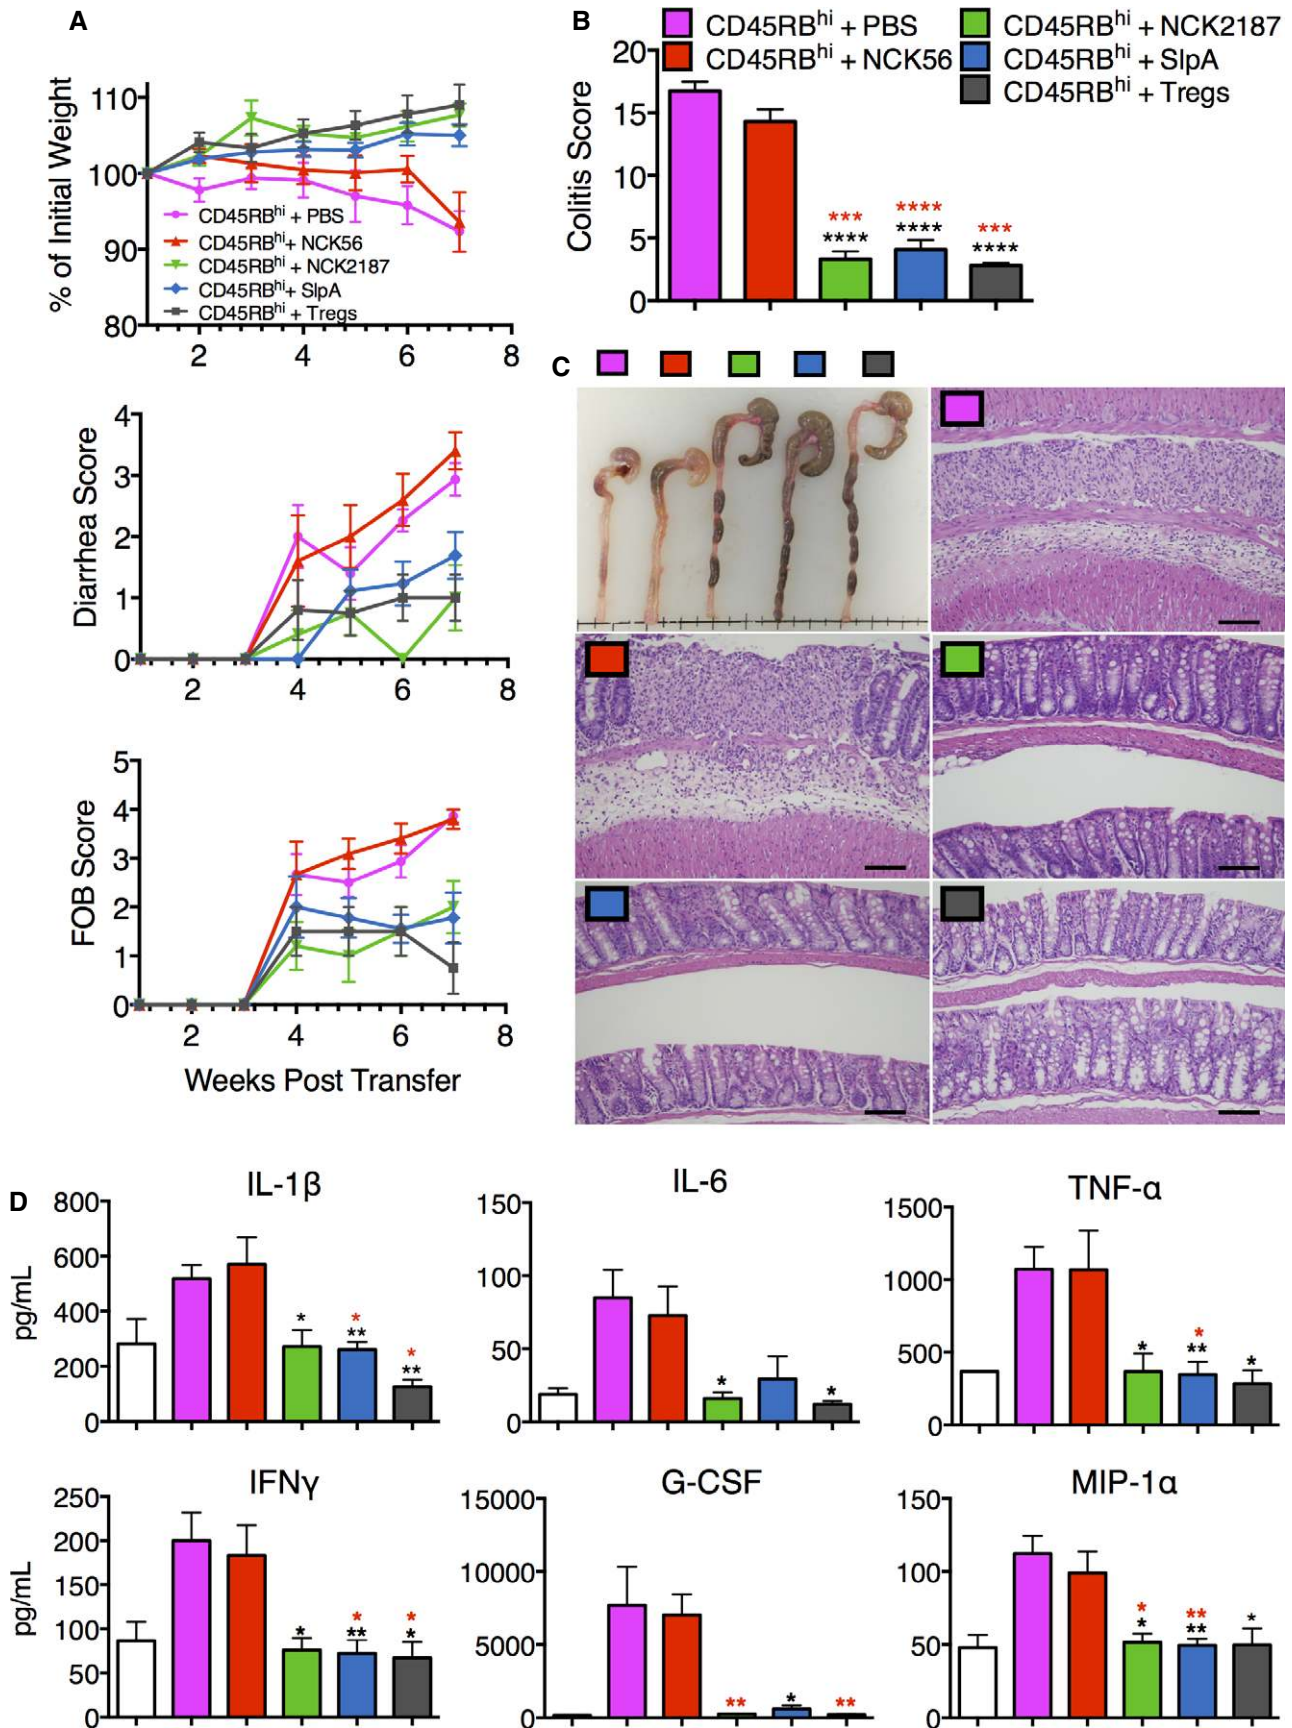 A
110
100
90
80
% of Initial Weight
CD45RBhi + PBS
CD45RBhi+ NCK56
CD45RBhi + NCK2187
CD45RBhi+ SlpA
CD45RBhi + Tregs
2 4 6 8
4
3
2
1
0
Diarrhea Score
2 4 6 8
5
4
3
2
1
0
FOB Score
2 4 6 8
Weeks Post Transfer
B
CD45RBhi + PBS
CD45RBhi + NCK56
CD45RBhi + NCK2187
CD45RBhi + SlpA
CD45RBhi + Tregs
20
15
10
5
0
Colitis Score
*** **** ***
**** **** ****
C
D
IL-1β
800
600
400
200
0
pg/mL
* *
* ** **
IL-6
150
100
50
0
* *
TNF-α
1500
1000
500
0
*
* ** *
IFNγ
250
200
150
100
50
0
pg/mL
* *
* ** *
G-CSF
15000
10000
5000
0
** * **
MIP-1α
150
100
50
0
* **
* ** *